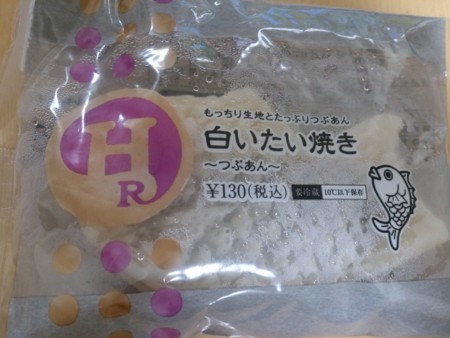 HR
もっちり生地とたっぷりつぶあん
白いたい焼き
～つぶあん～
¥130(税込) 要冷蔵 10℃以下保存